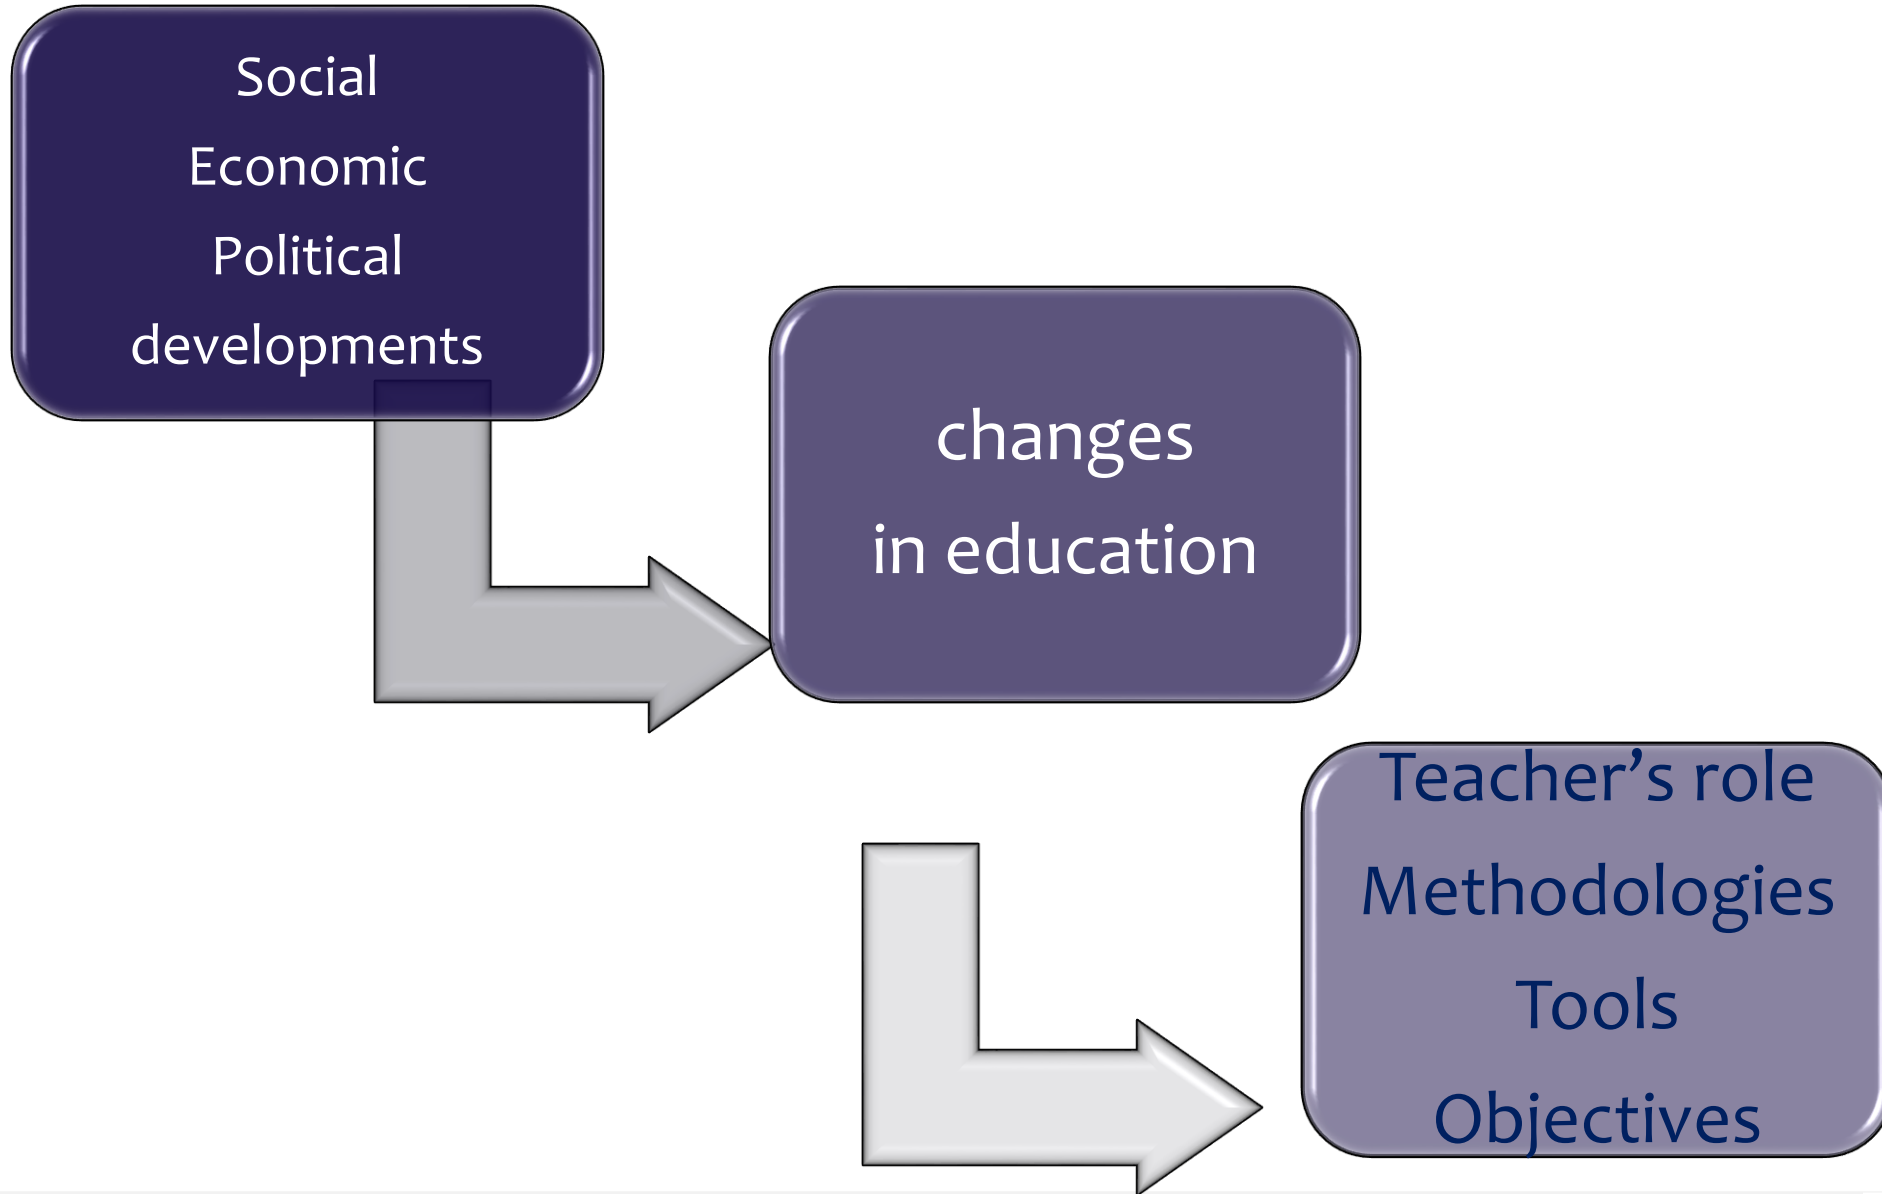 Social
Economic
Political
developments
changes
in education
Teacher’s role
Methodologies
Tools
Objectives